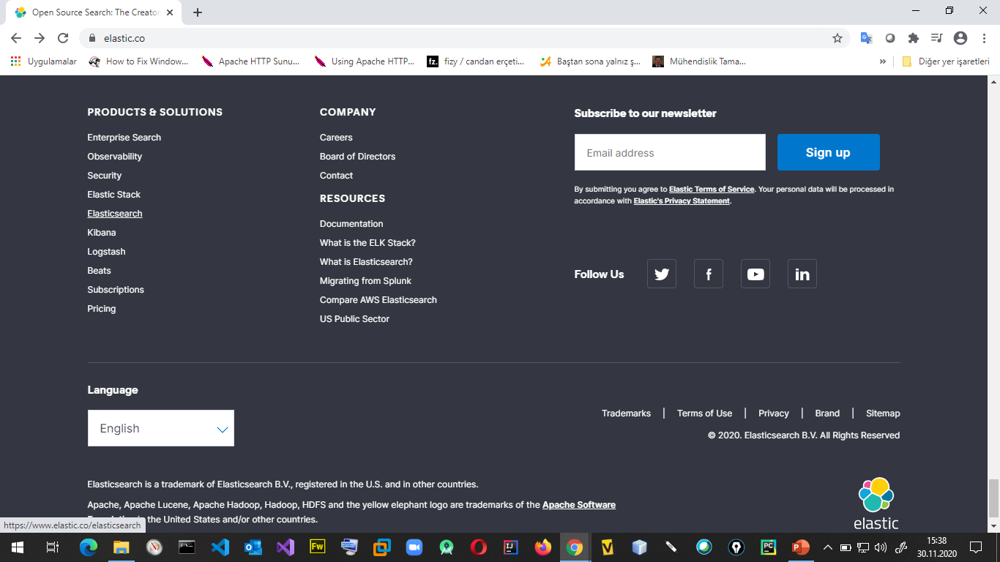 Open Source Search: The Creator
elastic.co
Uygulamalar
How to Fix Window...
Apache HTTP Sunu...
Using Apache HTTP...
fz.
fizy / candan erçeti...
Baştan sona yalnız ş...
Mühendislik Tama...
»
Diğer yer işaretleri
PRODUCTS & SOLUTIONS
Enterprise Search
Observability
Security
Elastic Stack
Elasticsearch
Kibana
Logstash
Beats
Subscriptions
Pricing
COMPANY
Careers
Board of Directors
Contact
RESOURCES
Documentation
What is the ELK Stack?
What is Elasticsearch?
Migrating from Splunk
Compare AWS Elasticsearch
US Public Sector
Subscribe to our newsletter
Email address
Sign up
By submitting you agree to Elastic Terms of Service. Your personal data will be processed in
accordance with Elastic's Privacy Statement.
Follow Us
Language
English
Trademarks | Terms of Use | Privacy | Brand | Sitemap
© 2020. Elasticsearch B.V. All Rights Reserved
Elasticsearch is a trademark of Elasticsearch B.V., registered in the U.S. and in other countries.
Apache, Apache Lucene, Apache Hadoop, Hadoop, HDFS and the yellow elephant logo are trademarks of the Apache Software
the United States and/or other countries.
elastic
https://www.elastic.co/elasticsearch
Fw
IJ
PC
15:38
30.11.2020